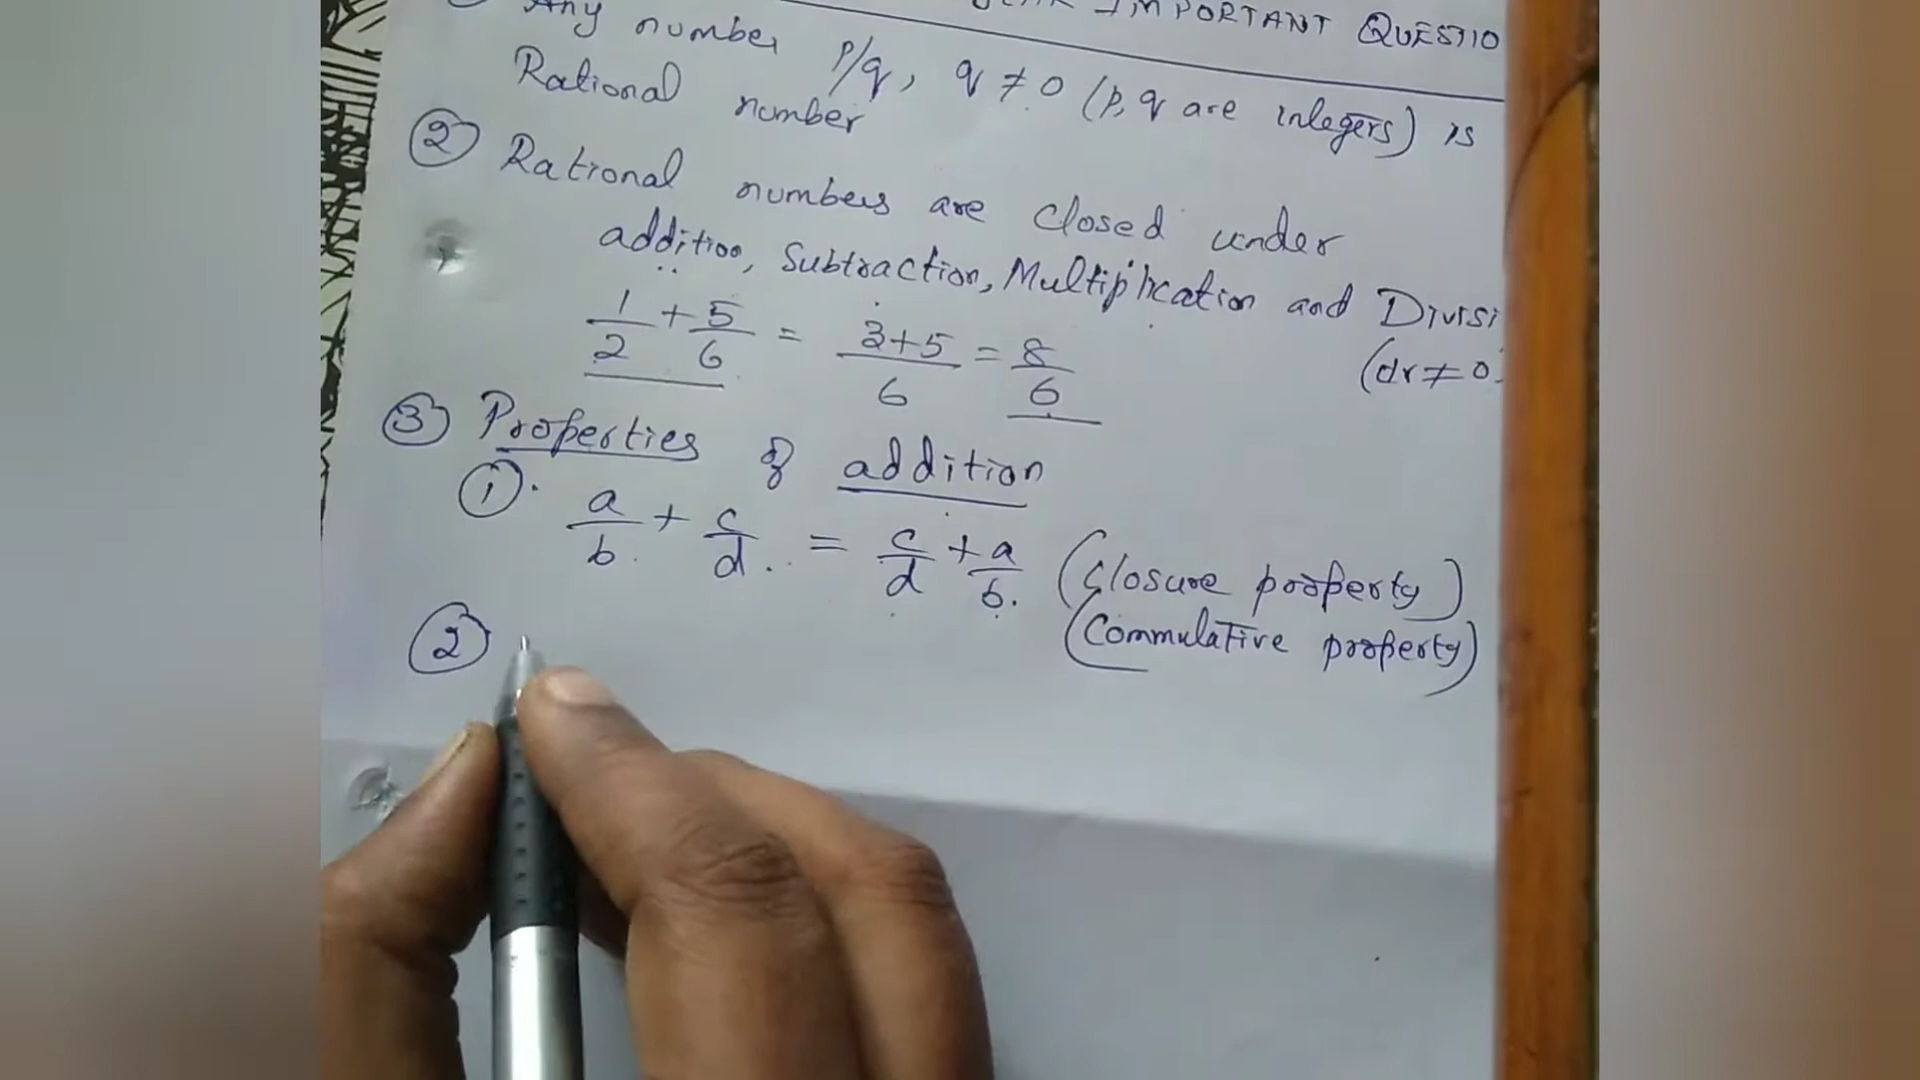 IMPORTANT QUESTIO
Any number p/q, q ≠ 0 (p, q are integers) is
Rational number
② Rational numbers are closed under
addition, Subtraction, Multiplication and Divisi
(dr ≠ 0)
1/2 + 5/6 = 3+5/6 = 8/6
③ Properties of addition
①. a/b + c/d = c/d + a/b. (Closure property)
(Commulative property)
②